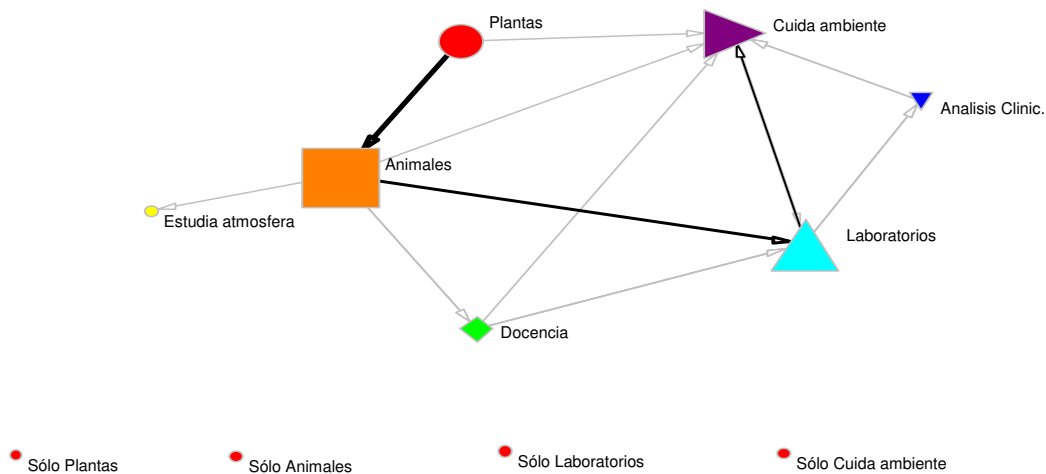 Plantas
Cuida ambiente
Analisis Clinic.
Animales
Estudia atmosfera
Laboratorios
Docencia
Sólo Plantas
Sólo Animales
Sólo Laboratorios
Sólo Cuida ambiente